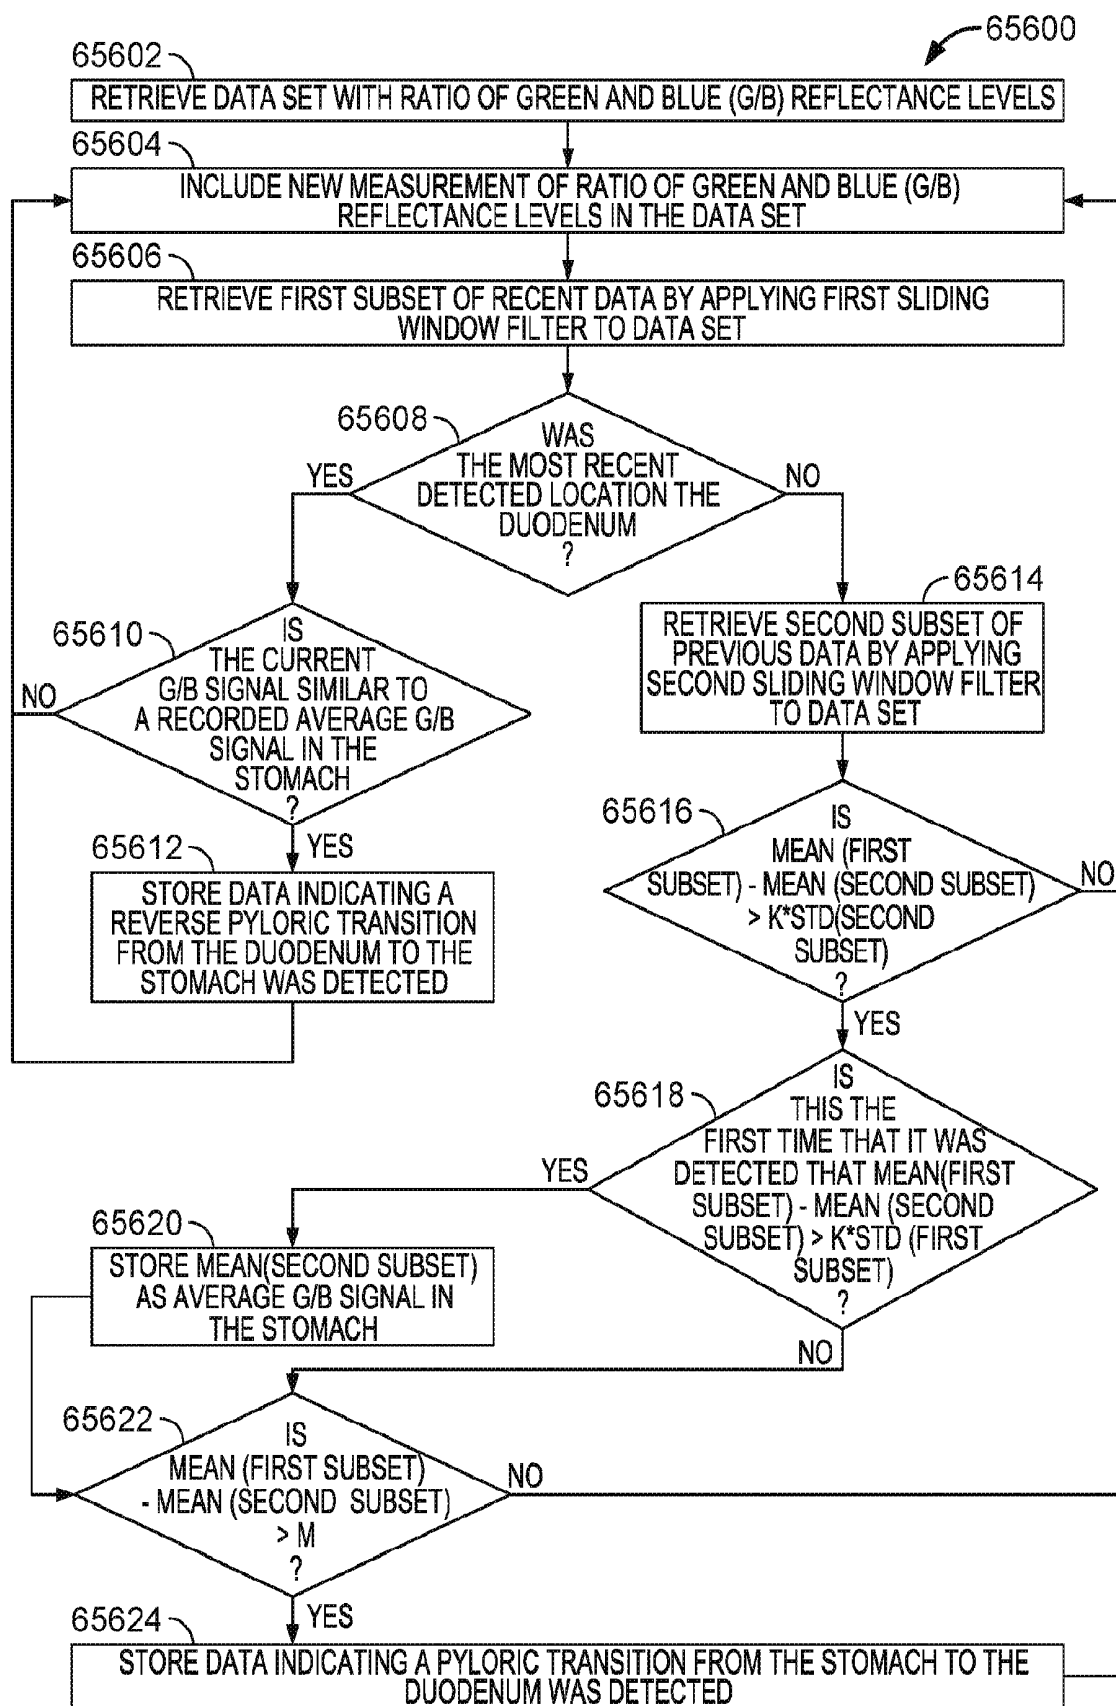 65600
65602
RETRIEVE DATA SET WITH RATIO OF GREEN AND BLUE (G/B) REFLECTANCE LEVELS
65604
INCLUDE NEW MEASUREMENT OF RATIO OF GREEN AND BLUE (G/B)
REFLECTANCE LEVELS IN THE DATA SET
65606
RETRIEVE FIRST SUBSET OF RECENT DATA BY APPLYING FIRST SLIDING
WINDOW FILTER TO DATA SET
65608
WAS
THE MOST RECENT
DETECTED LOCATION THE
DUODENUM
?
YES
NO
65610
IS
THE CURRENT
G/B SIGNAL SIMILAR TO
A RECORDED AVERAGE G/B
SIGNAL IN THE
STOMACH
?
NO
YES
65612
STORE DATA INDICATING A
REVERSE PYLORIC TRANSITION
FROM THE DUODENUM TO THE
STOMACH WAS DETECTED
65614
RETRIEVE SECOND SUBSET OF
PREVIOUS DATA BY APPLYING
SECOND SLIDING WINDOW FILTER
TO DATA SET
65616
IS
MEAN (FIRST
SUBSET) - MEAN (SECOND SUBSET)
> K*STD(SECOND
SUBSET)
?
NO
YES
65618
IS
THIS THE
FIRST TIME THAT IT WAS
DETECTED THAT MEAN(FIRST
SUBSET) - MEAN (SECOND
SUBSET) > K*STD (FIRST
SUBSET)
?
YES
NO
65620
STORE MEAN(SECOND SUBSET)
AS AVERAGE G/B SIGNAL IN
THE STOMACH
65622
IS
MEAN (FIRST SUBSET)
- MEAN (SECOND SUBSET)
> M
?
NO
YES
65624
STORE DATA INDICATING A PYLORIC TRANSITION FROM THE STOMACH TO THE
DUODENUM WAS DETECTED